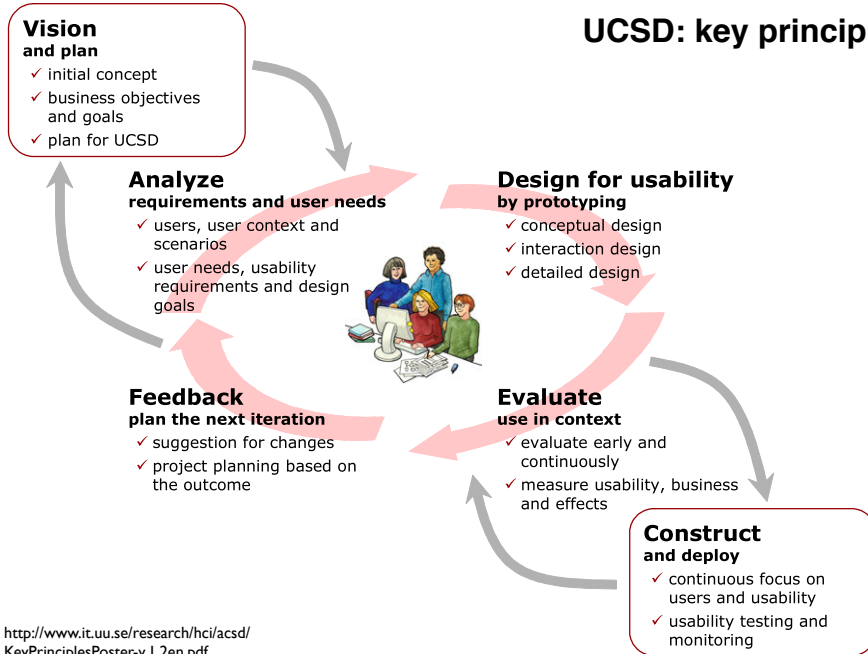 UCSD: key princip
Vision
and plan
✓ initial concept
✓ business objectives
and goals
✓ plan for UCSD
Analyze
requirements and user needs
✓ users, user context and
scenarios
✓ user needs, usability
requirements and design
goals
Design for usability
by prototyping
✓ conceptual design
✓ interaction design
✓ detailed design
Feedback
plan the next iteration
✓ suggestion for changes
✓ project planning based on
the outcome
Evaluate
use in context
✓ evaluate early and
continuously
✓ measure usability, business
and effects
Construct
and deploy
✓ continuous focus on
users and usability
✓ usability testing and
monitoring
http://www.it.uu.se/research/hci/acsd/
KeyPrinciplesPoster-v1.2en.pdf